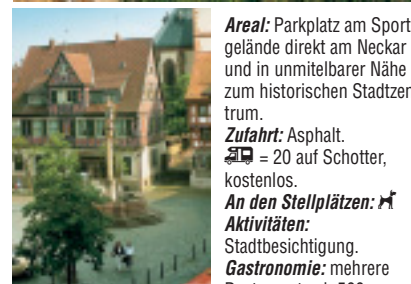 Areal: Parkplatz am Sport
gelände direkt am Neckar
und in unmitelbarer Nähe
zum historischen Stadtzen
trum.
Zufahrt: Asphalt.
= 20 auf Schotter,
kostenlos.
An den Stellplätzen:
Aktivitäten:
Stadtbesichtigung.
Gastronomie: mehrere